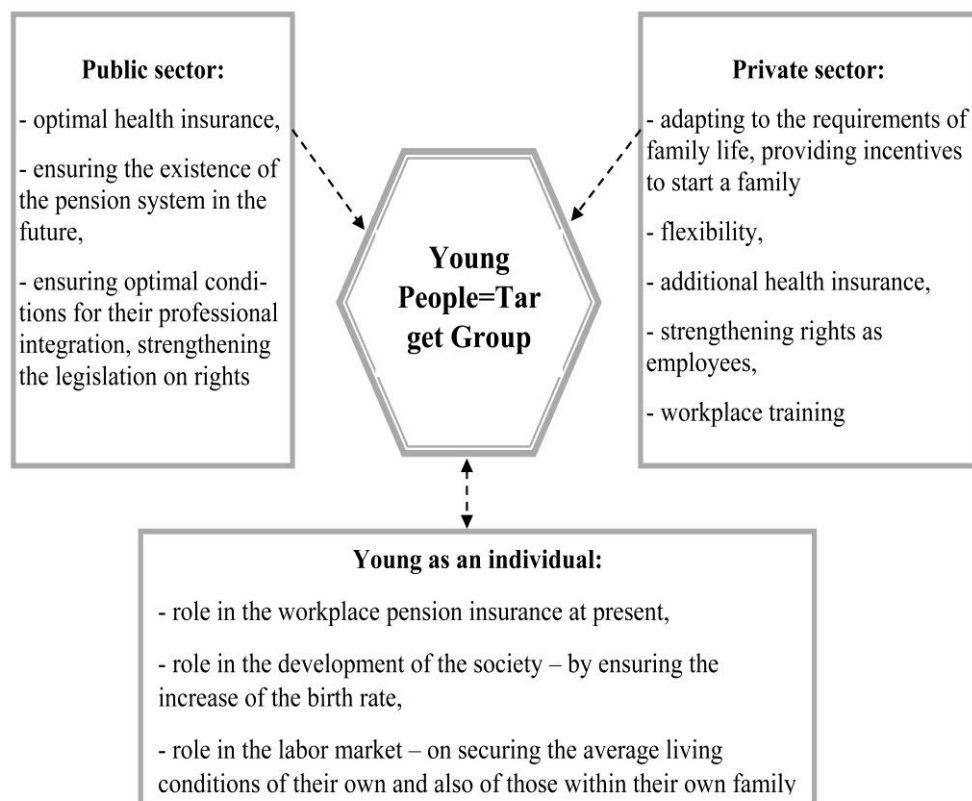 Public sector:
- optimal health insurance,
- ensuring the existence of
the pension system in the
future,
- ensuring optimal condi-
tions for their professional
integration, strengthening
the legislation on rights
Young
People=Tar
get Group
Private sector:
- adapting to the requirements of
family life, providing incentives
to start a family
- flexibility,
- additional health insurance,
- strengthening rights as
employees,
- workplace training
Young as an individual:
- role in the workplace pension insurance at present,
- role in the development of the society – by ensuring the
increase of the birth rate,
- role in the labor market – on securing the average living
conditions of their own and also of those within their own family